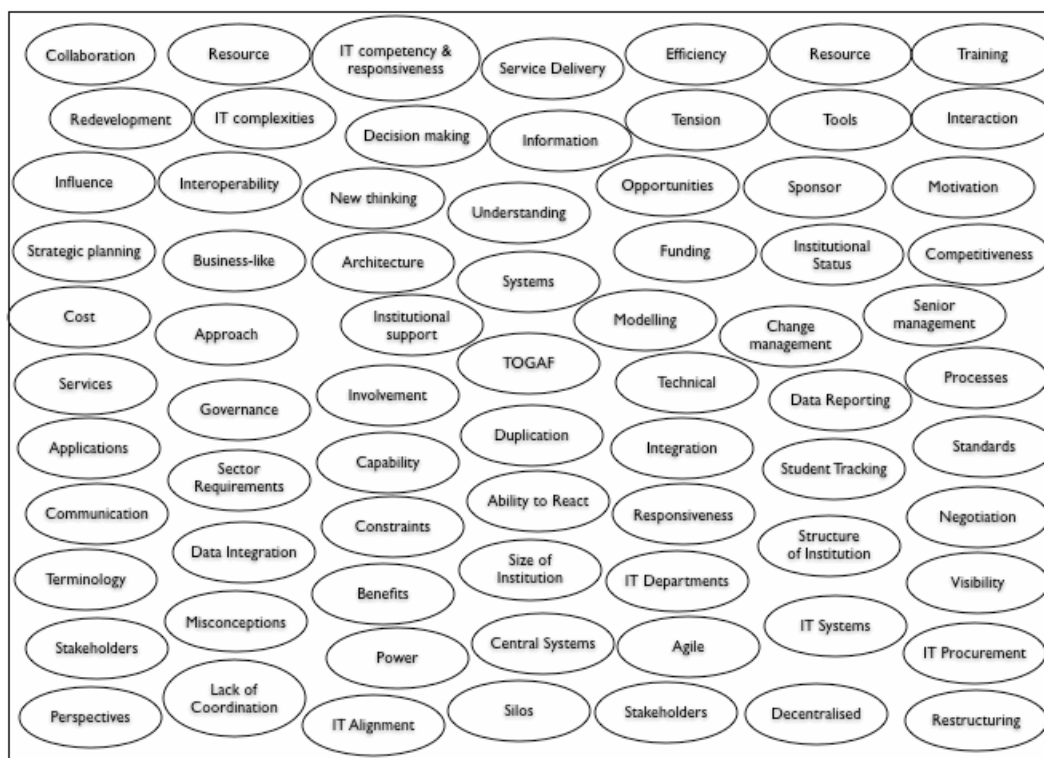 Collaboration
Resource
IT competency &
responsiveness
Service Delivery
Efficiency
Resource
Training
Redevelopment
IT complexities
Decision making
Information
Tension
Tools
Interaction
Influence
Interoperability
New thinking
Understanding
Opportunities
Sponsor
Motivation
Strategic planning
Business-like
Architecture
Systems
Funding
Institutional
Status
Competitiveness
Cost
Approach
Institutional
support
TOGAF
Modelling
Change
management
Senior
management
Services
Governance
Involvement
Duplication
Technical
Data Reporting
Processes
Applications
Sector
Requirements
Capability
Ability to React
Integration
Student Tracking
Standards
Communication
Data Integration
Constraints
Size of
Institution
Responsiveness
Structure
of Institution
Negotiation
Terminology
Misconceptions
Benefits
Central Systems
IT Departments
IT Systems
Visibility
Stakeholders
Lack of
Coordination
Power
Silos
Agile
Decentralised
IT Procurement
Perspectives
IT Alignment
Stakeholders
Restructuring